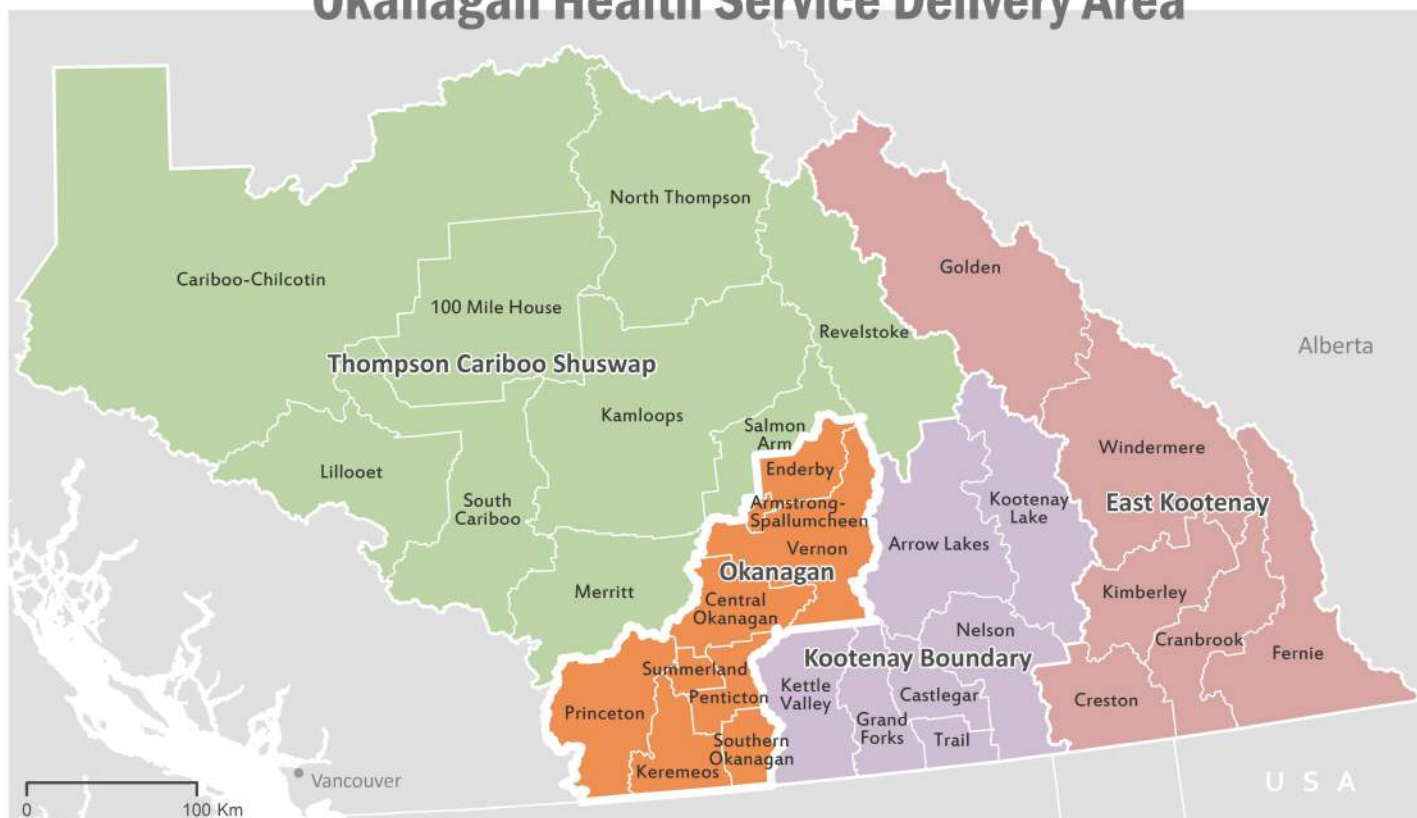 Okanagan Health Service Delivery Area
North Thompson
Golden
Cariboo-Chilcotin
100 Mile House
Revelstoke
Alberta
Thompson Cariboo Shuswap
Kamloops
Salmon
Arm
Windermere
Enderby
Lillooet
South
Cariboo
Armstrong-
Spallumcheen
Kootenay
Lake
East Kootenay
Arrow Lakes
Vernon
Okanagan
Merritt
Central
Okanagan
Kimberley
Nelson
Cranbrook
Fernie
Kootenay Boundary
Summerland
Kettle
Valley
Penticton
Castlegar
Creston
Princeton
Grand
Forks
Trail
Southern
Okanagan
Keremeos
Vancouver
U S A
0
100 Km